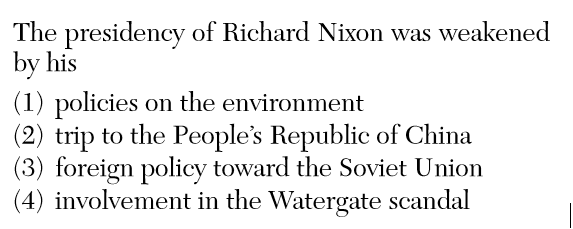 The presidency of Richard Nixon was weakened
by his
(1) policies on the environment
(2) trip to the People’s Republic of China
(3) foreign policy toward the Soviet Union
(4) involvement in the Watergate scandal